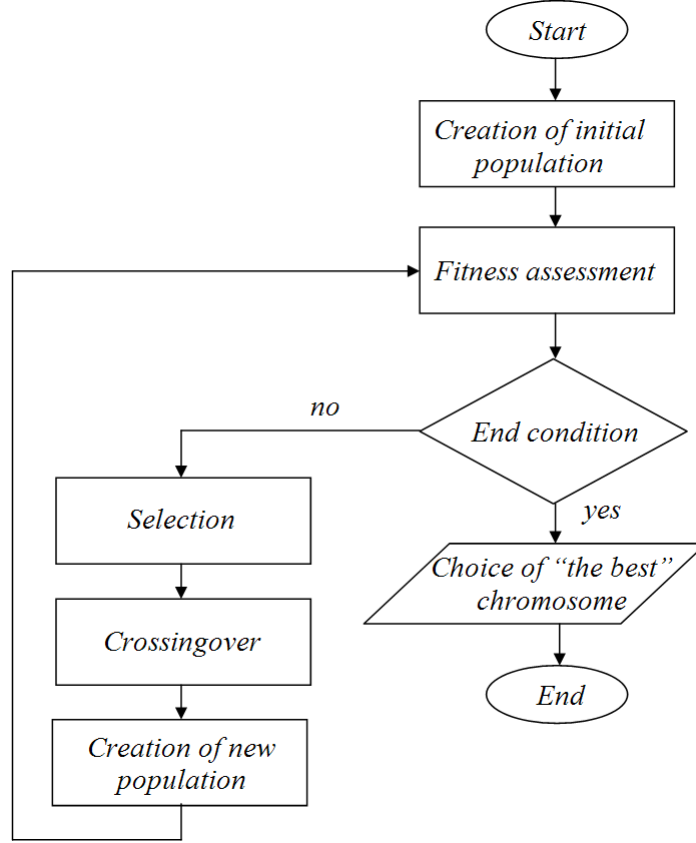 Start
Creation of initial
population
Fitness assessment
End condition
no
yes
Selection
Choice of “the best”
chromosome
Crossingover
End
Creation of new
population